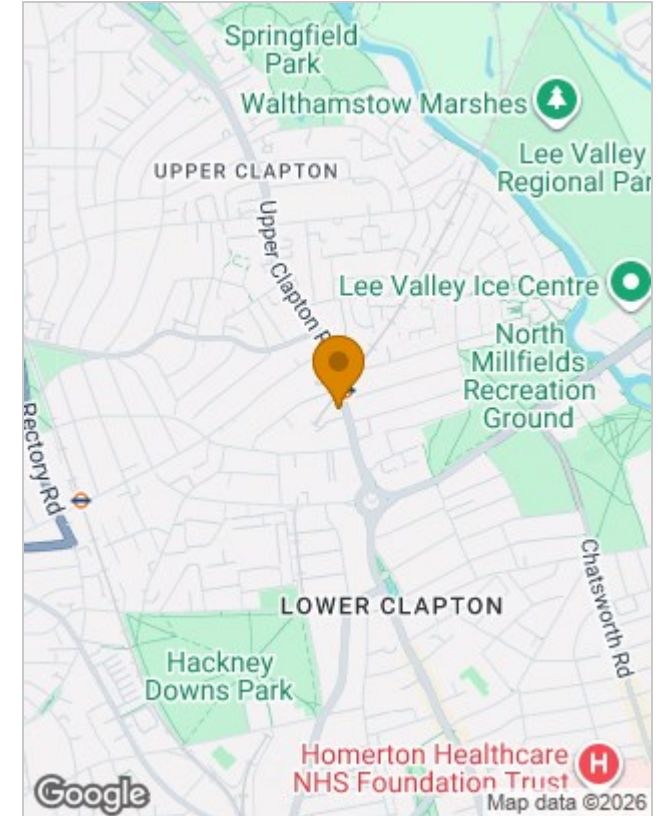 Springfield
Park
Walthamstow Marshes
UPPER CLAPTON
Lee Valley
Regional Par
Upper Clapton R
Lee Valley Ice Centre
North
Millfields
Recreation
Ground
Rectory Rd
Chatsworth Rd
LOWER CLAPTON
Hackney
Downs Park
Homerton Healthcare
NHS Foundation Trust
H
Google
Map data ©2026